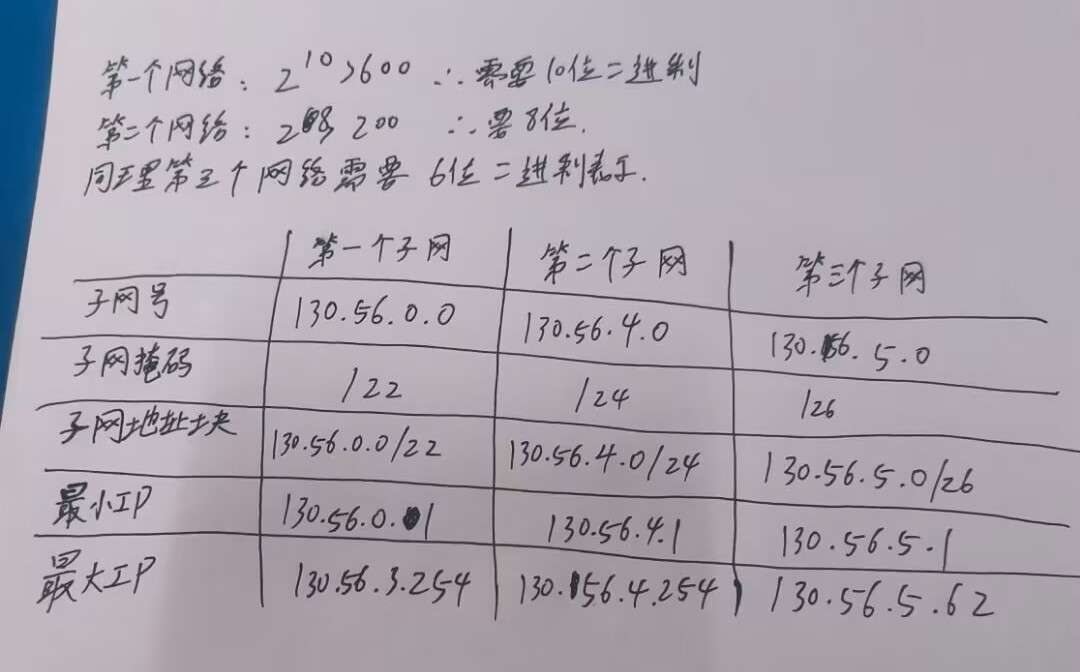 第一个网络: 2^10>600 ∴需要10位二进制
第二个网络: 2^8>200 ∴要8位.
同理第三个网络需要6位二进制表示.
第一个子网 第二个子网 第三个子网
子网号 130.56.0.0 130.56.4.0 130.56.5.0
子网掩码 /22 /24 /26
子网地址块 130.56.0.0/22 130.56.4.0/24 130.56.5.0/26
最小IP 130.56.0.1 130.56.4.1 130.56.5.1
最大IP 130.56.3.254 130.56.4.254 130.56.5.62